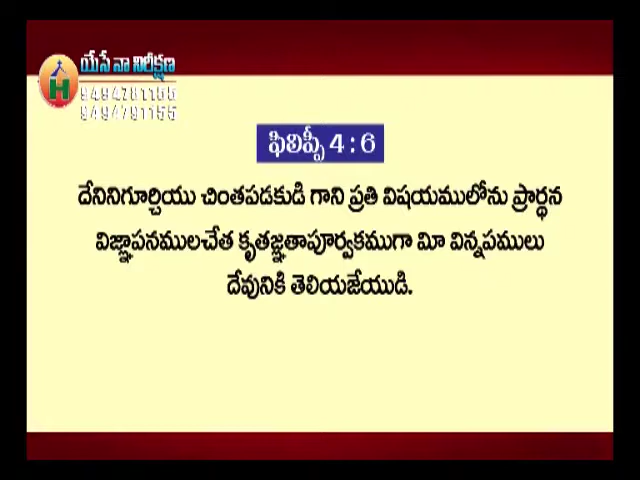 యేసే నా నిరీక్షణ
H
9494781155
9494791155
ఫిలిప్పీ 4 : 6
దేనినిగూర్చియు చింతపడకుడి గాని ప్రతి విషయములోను ప్రార్థన
విజ్ఞాపనములచేత కృతజ్ఞతాపూర్వకముగా మీ విన్నపములు
దేవునికి తెలియజేయుడి.